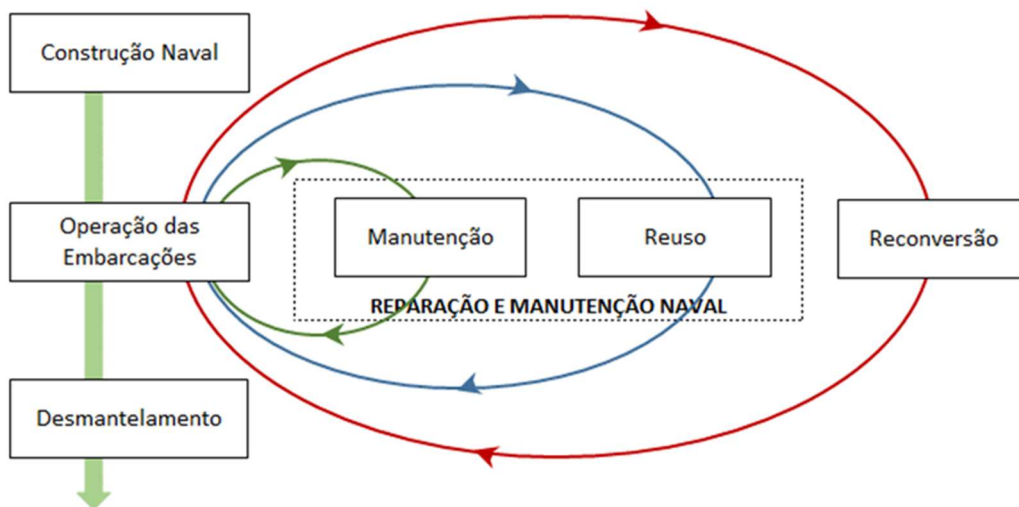 Construção Naval
Operação das
Embarcações
Manutenção
Reuso
Reconversão
REPARAÇÃO E MANUTENÇÃO NAVAL
Desmantelamento